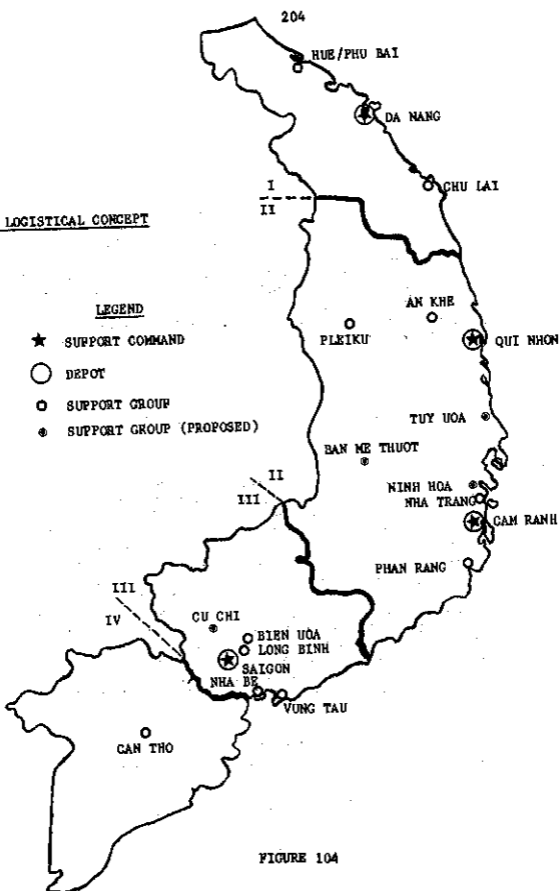 204
HUE/PHU BAI
DA NANG
CHU LAI
I
II
LOGISTICAL CONCEPT
LEGEND
SUPPORT COMMAND
DEPOT
SUPPORT GROUP
SUPPORT GROUP (PROPOSED)
AN KHE
PLEIKU
QUI NHON
TUY UOA
BAN ME THUOT
II
III
NINH HOA
NHA TRANG
CAM RANH
PHAN RANG
III
IV
CU CHI
BIEN UOA
LONG BINH
SAIGON
NHA BE
VUNG TAU
CAN THO
FIGURE 104